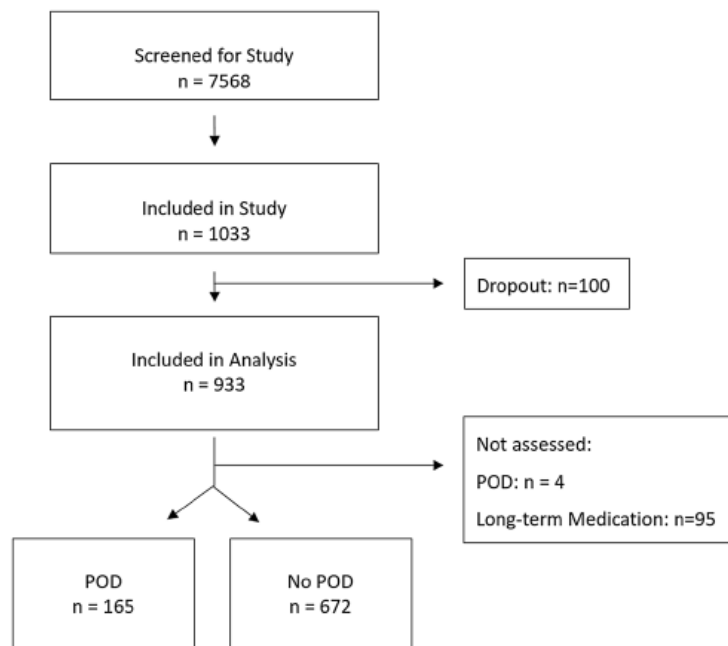 Screened for Study
n = 7568
Included in Study
n = 1033
Dropout: n=100
Included in Analysis
n = 933
Not assessed:
POD: n = 4
Long-term Medication: n=95
POD
n = 165
No POD
n = 672